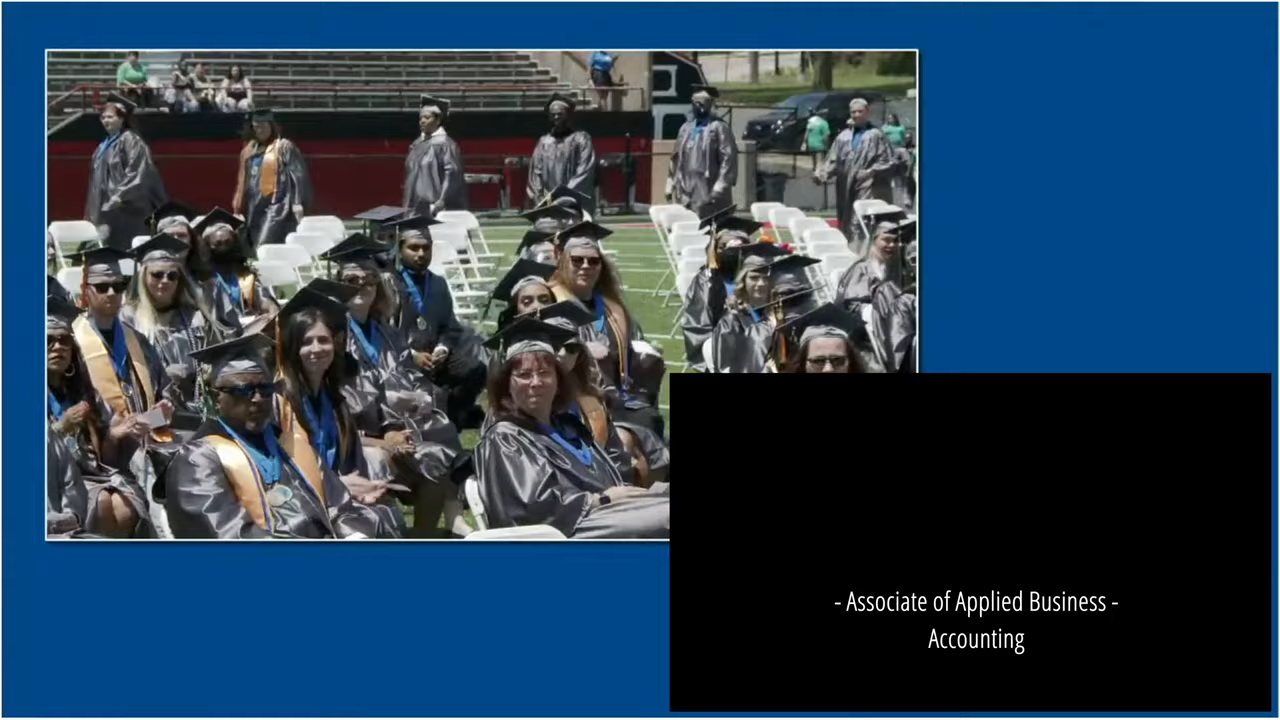 - Associate of Applied Business -
Accounting